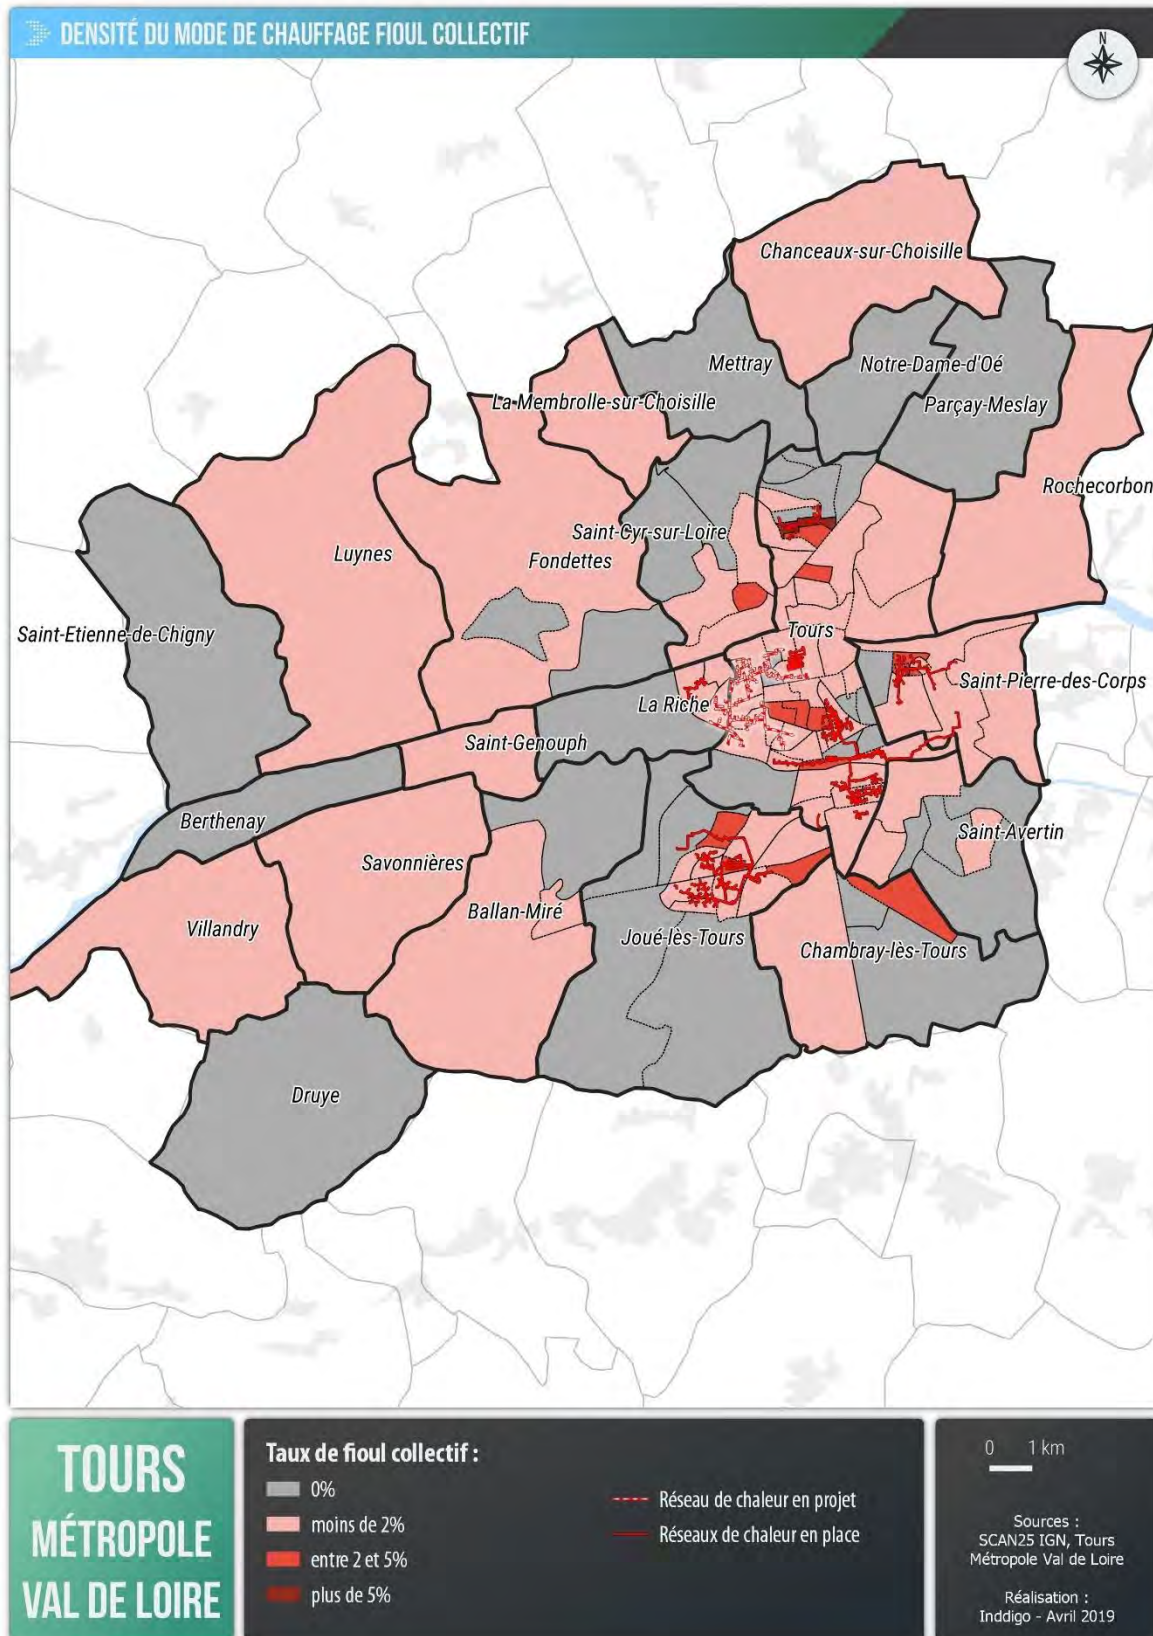 DENSITÉ DU MODE DE CHAUFFAGE FIOUL COLLECTIF
N
Chanceaux-sur-Choisille
Mettray
Notre-Dame-d'Oé
La Membrolle-sur-Choisille
Parçay-Meslay
Rochecorbon
Saint-Cyr-sur-Loire
Luynes
Fondettes
Saint-Etienne-de-Chigny
Tours
Saint-Pierre-des-Corps
La Riche
Saint-Genouph
Berthenay
Saint-Avertin
Savonnières
Ballan-Miré
Villandry
Joué-lès-Tours
Chambray-lès-Tours
Druye
TOURS
MÉTROPOLE
VAL DE LOIRE
Taux de fioul collectif :
0%
moins de 2%
entre 2 et 5%
plus de 5%
Réseau de chaleur en projet
Réseaux de chaleur en place
0 1 km
Sources :
SCAN25 IGN, Tours
Métropole Val de Loire
Réalisation :
Inddigo - Avril 2019